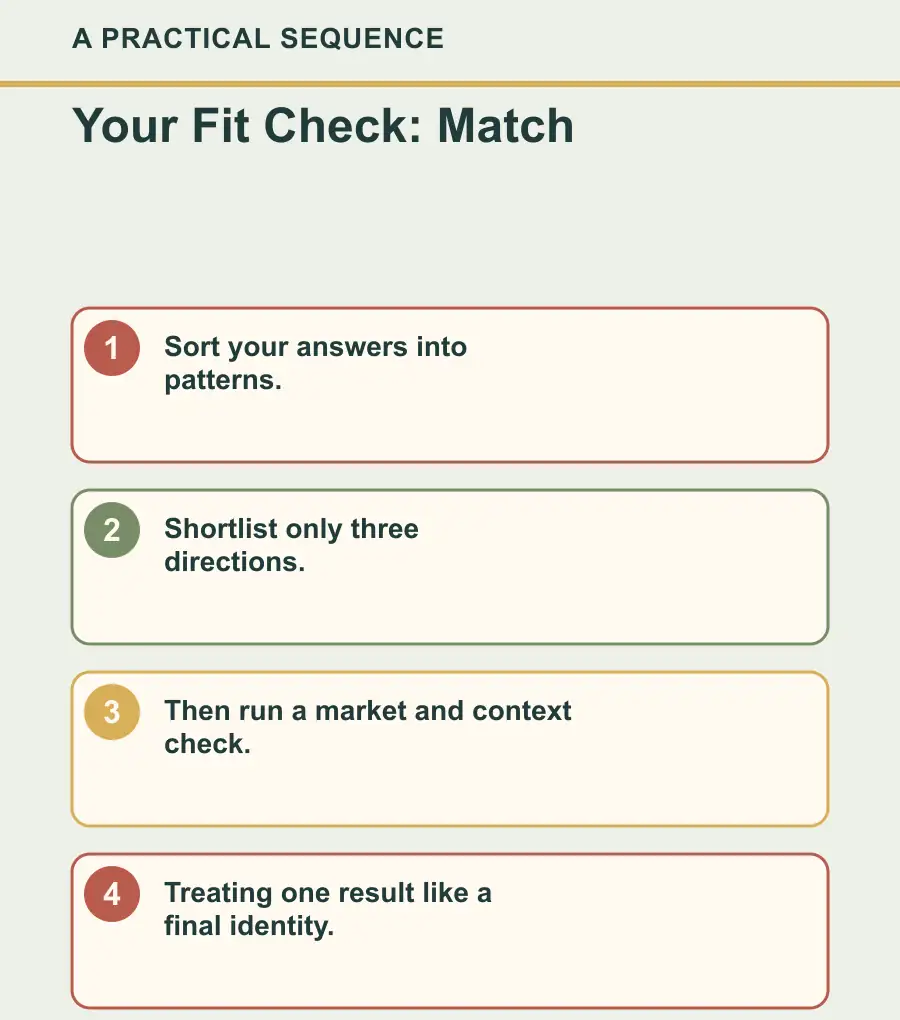 A PRACTICAL SEQUENCE
Your Fit Check: Match
1
Sort your answers into
patterns.
2
Shortlist only three
directions.
3
Then run a market and context
check.
4
Treating one result like a
final identity.